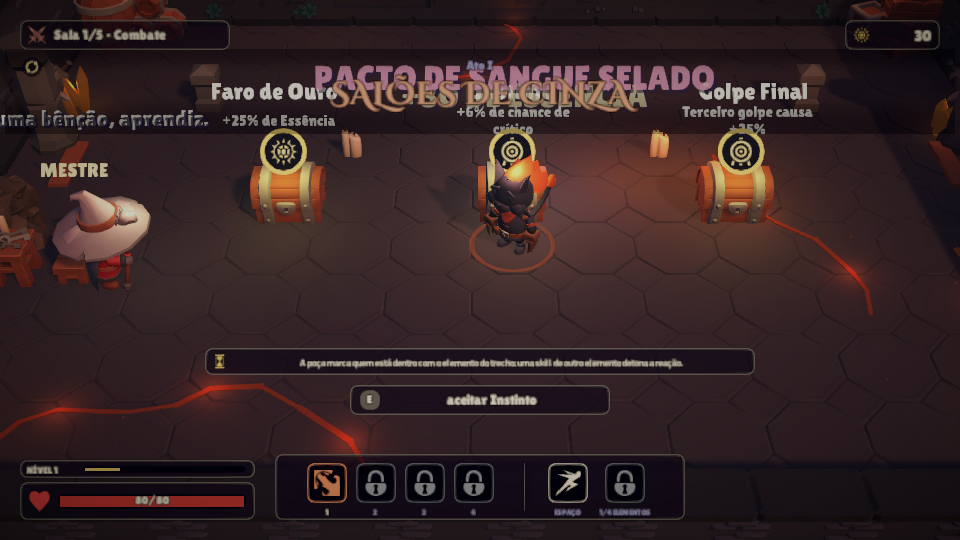 Sala 1/5 - Combate
30
Ato I
PACTO DE SANGUE SELADO
SALÕES DE CINZA
Faro de Ouro
+25% de Essência
+6% de chance de
crítico
Golpe Final
Terceiro golpe causa
+25%
uma bênção, aprendiz.
MESTRE
A poça marca quem está dentro com o elemento do trecho: uma skill de outro elemento detona a reação.
E
aceitar Instinto
NÍVEL 1
80/80
1
2
3
4
ESPAÇO
1/4 ELEMENTOS